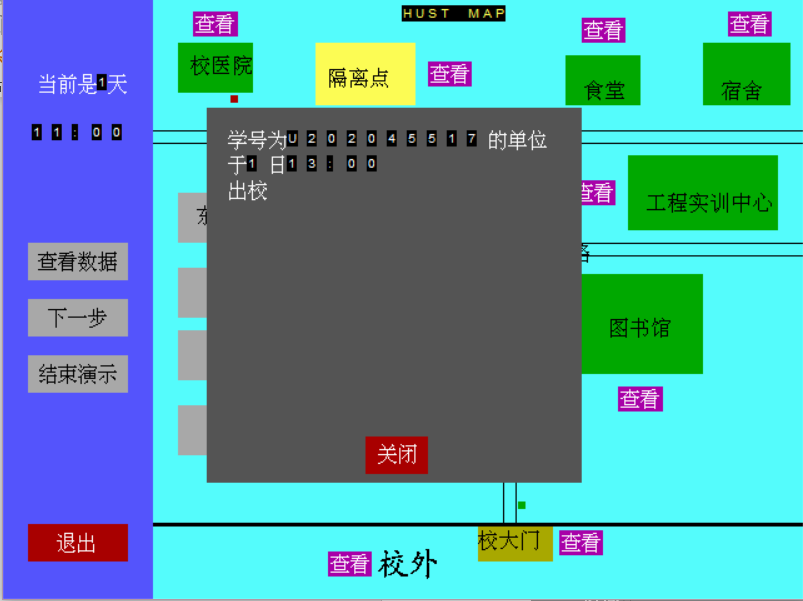 HUST MAP
查看
查看
查看
校医院
隔离点
查看
食堂
宿舍
当前是1天
11:00
学号为U202045517的单位
于1 日13:00
出校
查看
工程实训中心
查看数据
路
下一步
图书馆
结束演示
查看
关闭
退出
校大门
查看
查看
校外